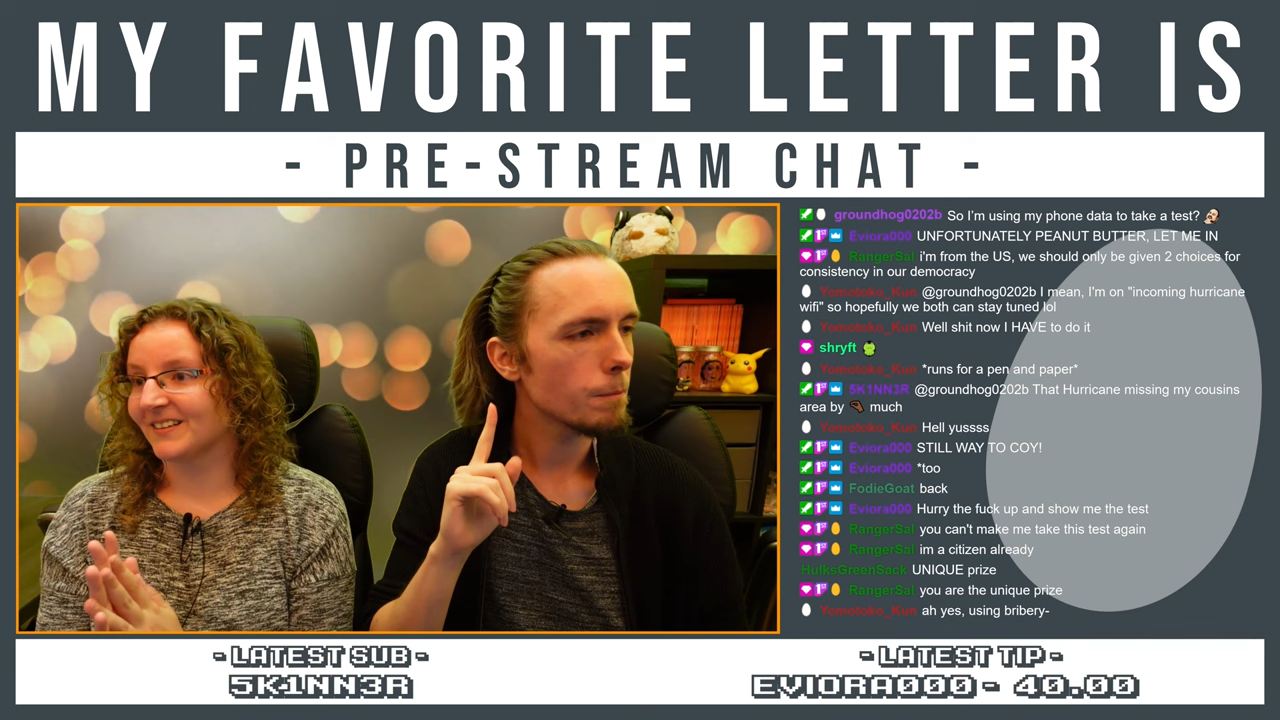 MY FAVORITE LETTER IS
- PRE-STREAM CHAT -
groundhog0202b So I'm using my phone data to take a test?
Eviora000 UNFORTUNATELY PEANUT BUTTER, LET ME IN
RangerSal i'm from the US, we should only be given 2 choices for
consistency in our democracy
Yomotoko_Kun @groundhog0202b I mean, I'm on "incoming hurricane
wifi" so hopefully we both can stay tuned lol
Yomotoko_Kun Well shit now I HAVE to do it
shryft
Yomotoko_Kun *runs for a pen and paper*
5K1NN3R @groundhog0202b That Hurricane missing my cousins
area by much
Yomotoko_Kun Hell yussss
Eviora000 STILL WAY TO COY!
Eviora000 *too
FodieGoat back
Eviora000 Hurry the fuck up and show me the test
RangerSal you can't make me take this test again
RangerSal im a citizen already
HulksGreenSack UNIQUE prize
RangerSal you are the unique prize
Yomotoko_Kun ah yes, using bribery-
- LATEST SUB -
5K1NN3R
- LATEST TIP -
EVIORA000 - 40.00